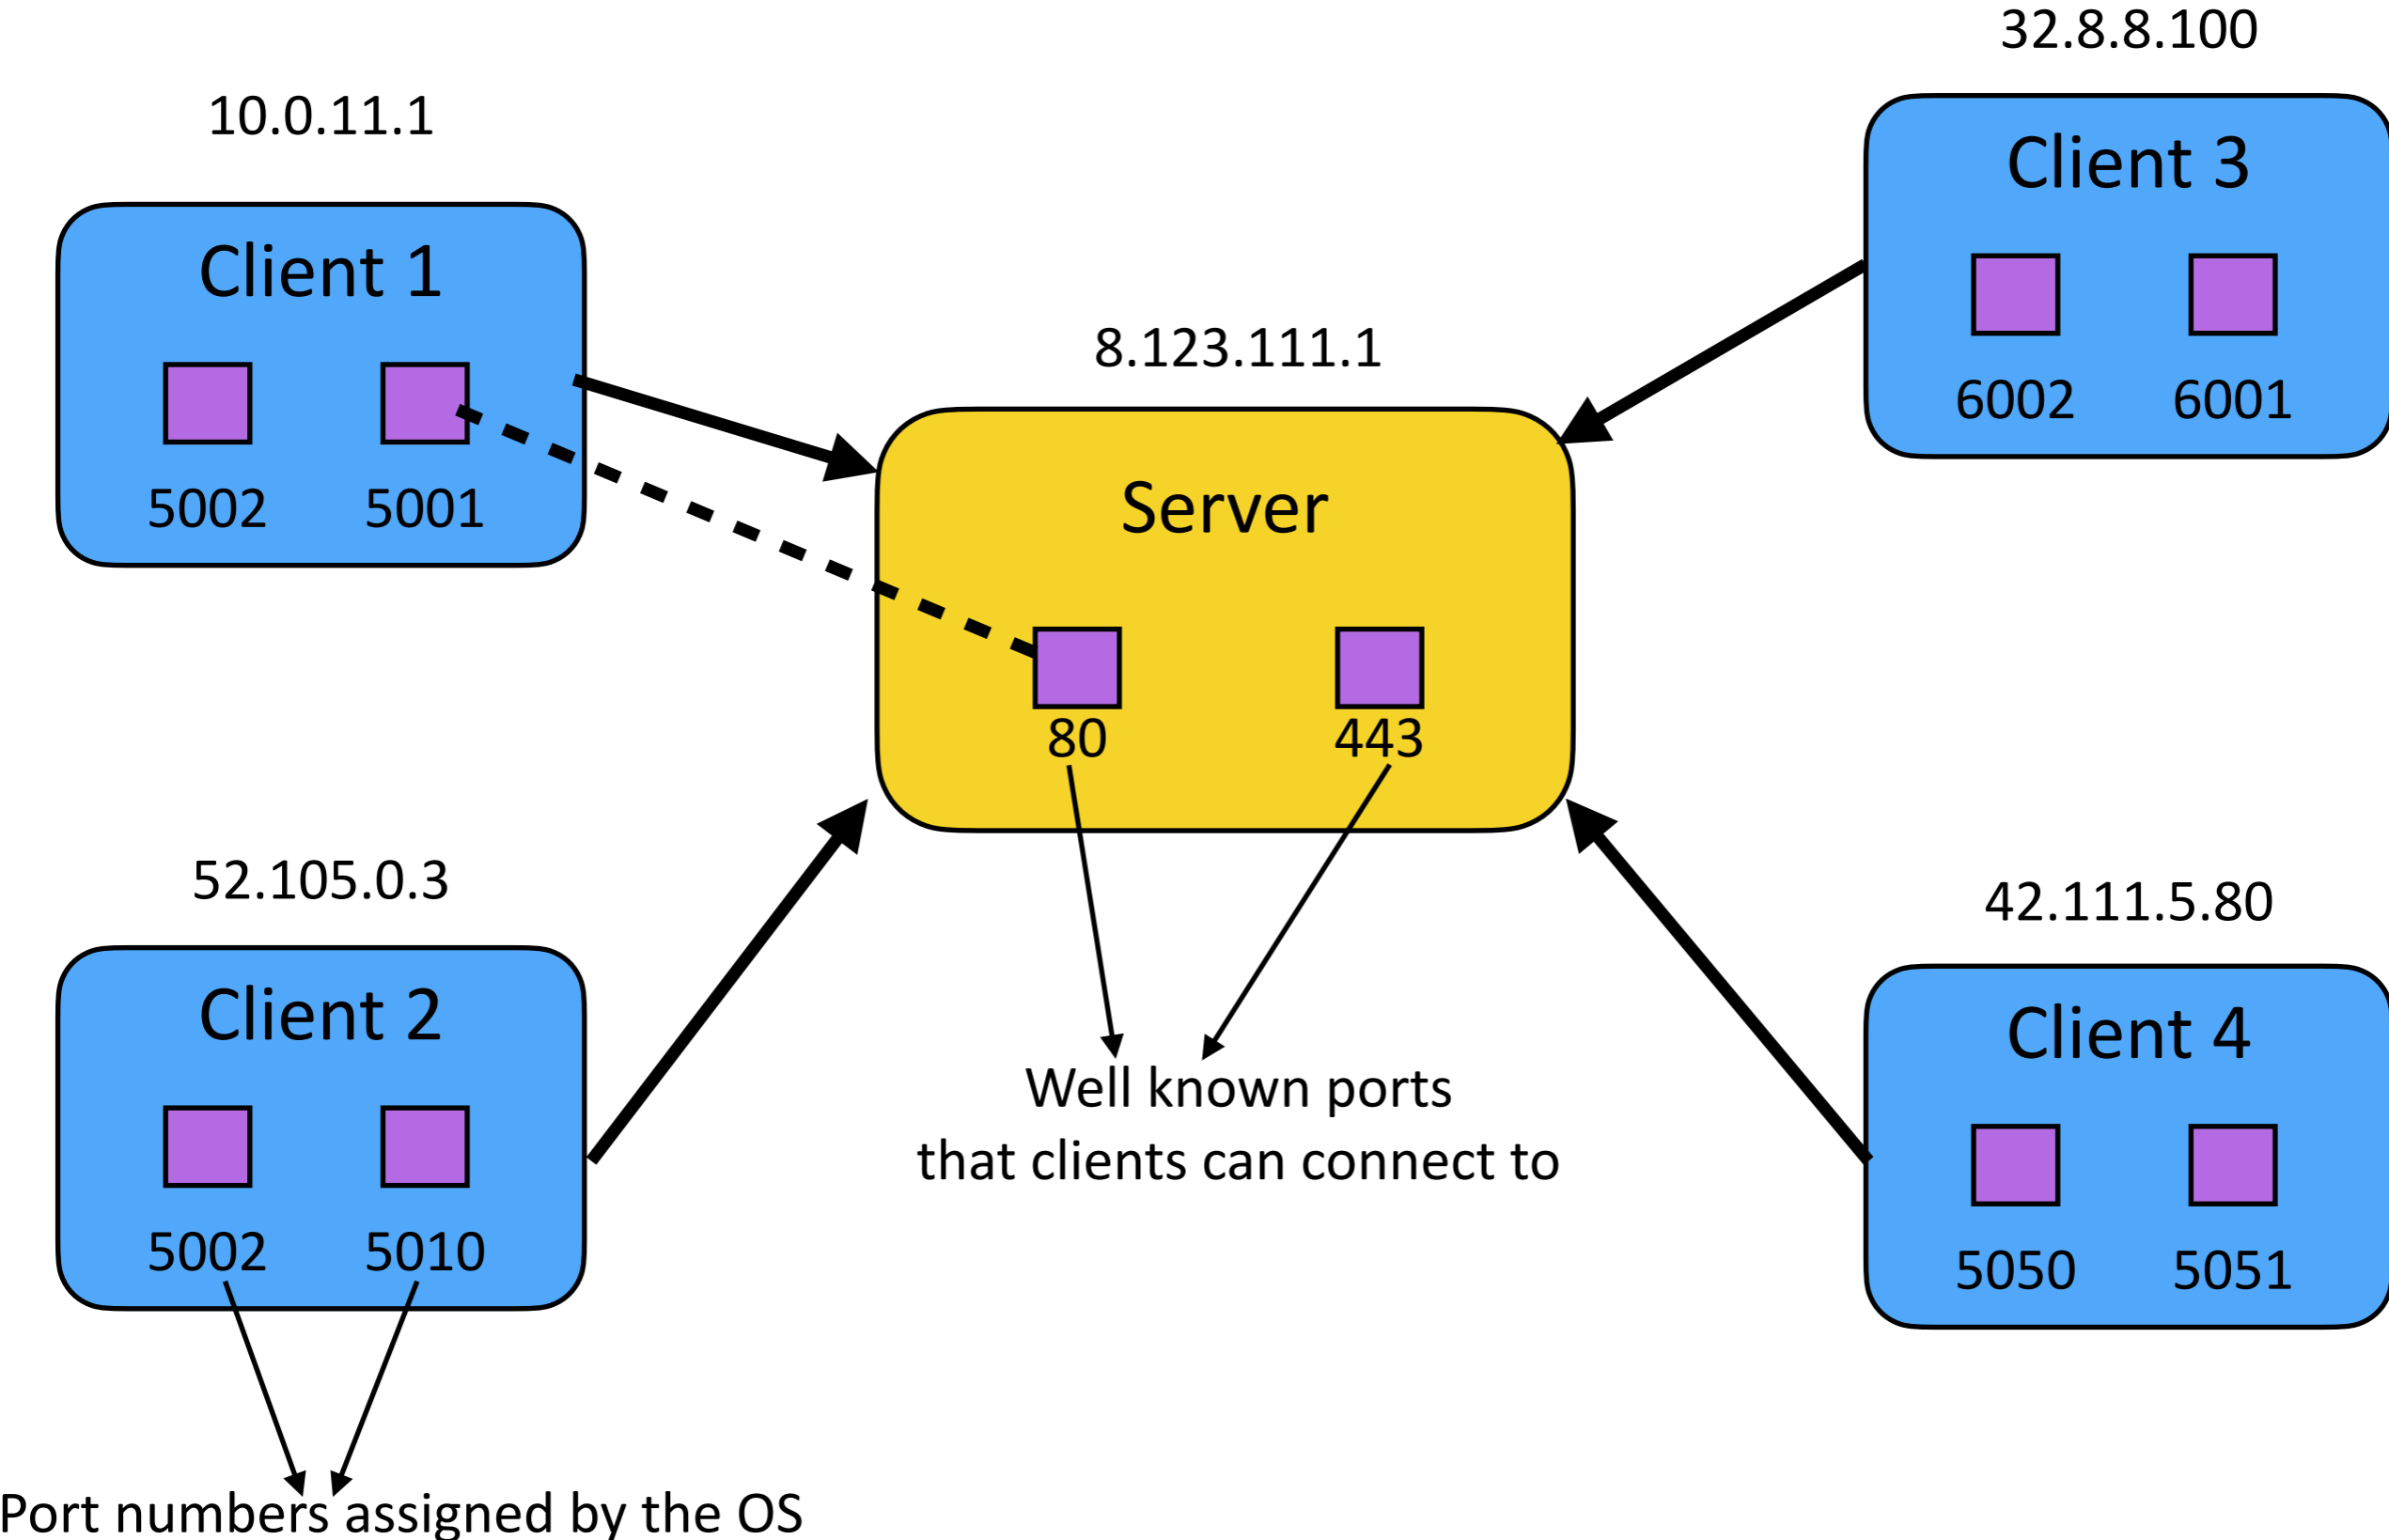 32.8.8.100
10.0.11.1
Client 3
Client 1
8.123.111.1
6002 6001
Server
5002 5001
80 443
52.105.0.3
42.111.5.80
Client 2
Client 4
Well known ports
that clients can connect to
5002 5010
5050 5051
Port numbers assigned by the OS